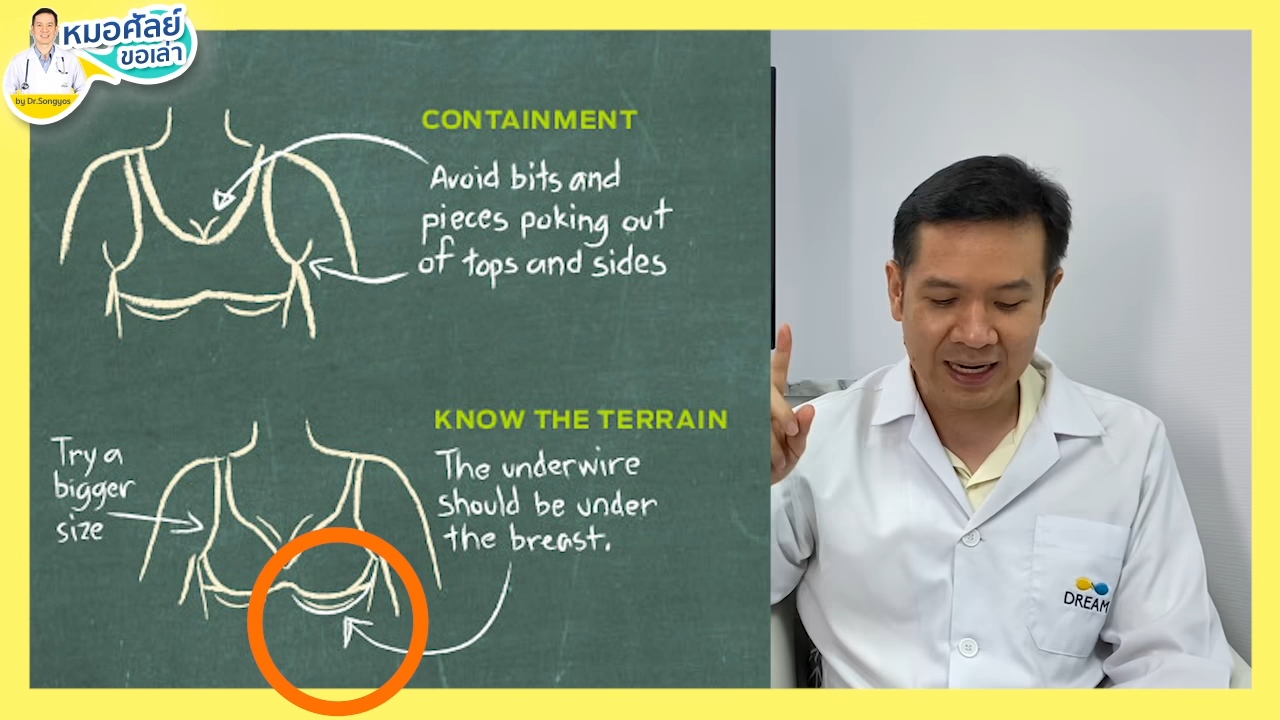 หมอศัลย์
ขอเล่า
by Dr.Songyos
CONTAINMENT
Avoid bits and
pieces poking out
of tops and sides
KNOW THE TERRAIN
Try a
bigger
size
The underwire
should be under
the breast.
DREAM